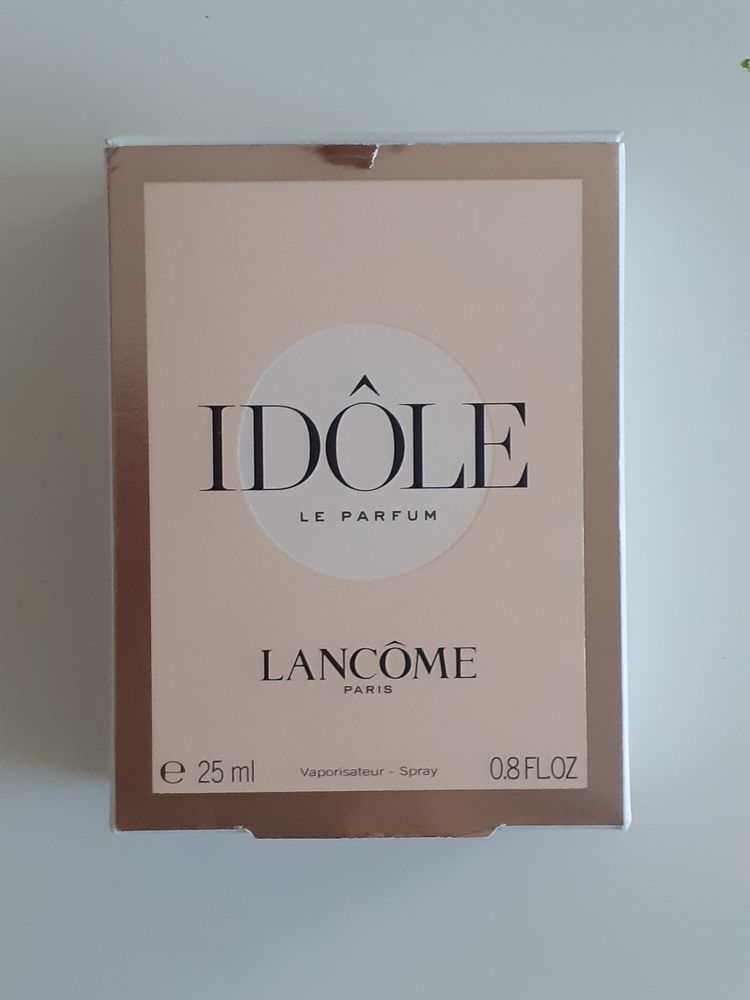 IDÔLE
LE PARFUM
LANCÔME
PARIS
℮ 25 ml Vaporisateur - Spray 0.8 FL.OZ